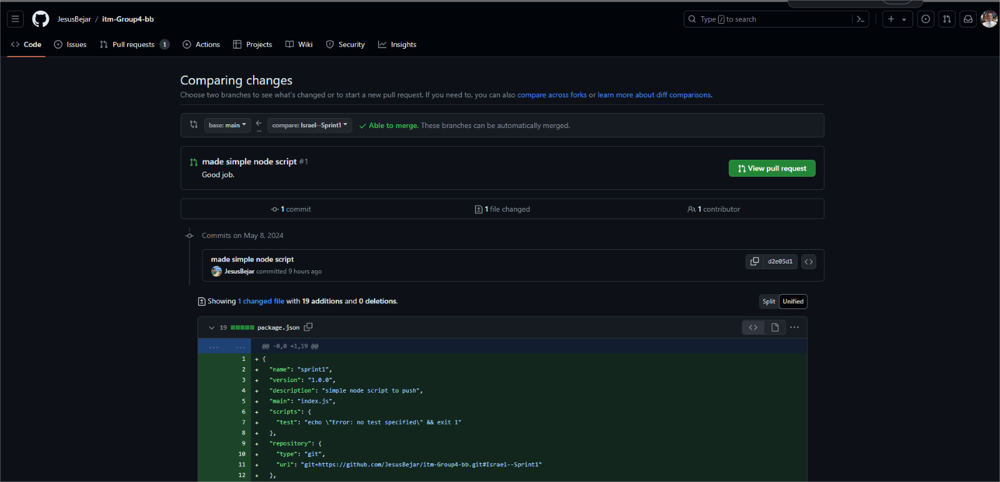 JesusBejar / itm-Group4-bb
Type / to search
Code
Issues
Pull requests 1
Actions
Projects
Wiki
Security
Insights
Comparing changes
Choose two branches to see what's changed or to start a new pull request. If you need to, you can also compare across forks or learn more about diff comparisons.
base: main
compare: Israel--Sprint1
Able to merge. These branches can be automatically merged.
made simple node script #1
Good job.
View pull request
1 commit
1 file changed
1 contributor
Commits on May 8, 2024
made simple node script
JesusBejar committed 9 hours ago
d2e05d1
Showing 1 changed file with 19 additions and 0 deletions.
Split
Unified
19 package.json
... ... @@ -0,0 +1,19 @@
1 + {
2 + "name": "sprint1",
3 + "version": "1.0.0",
4 + "description": "simple node script to push",
5 + "main": "index.js",
6 + "scripts": {
7 + "test": "echo \"Error: no test specified\" && exit 1"
8 + },
9 + "repository": {
10 + "type": "git",
11 + "url": "git+https://github.com/JesusBejar/itm-Group4-bb.git#Israel--Sprint1"
12 + },